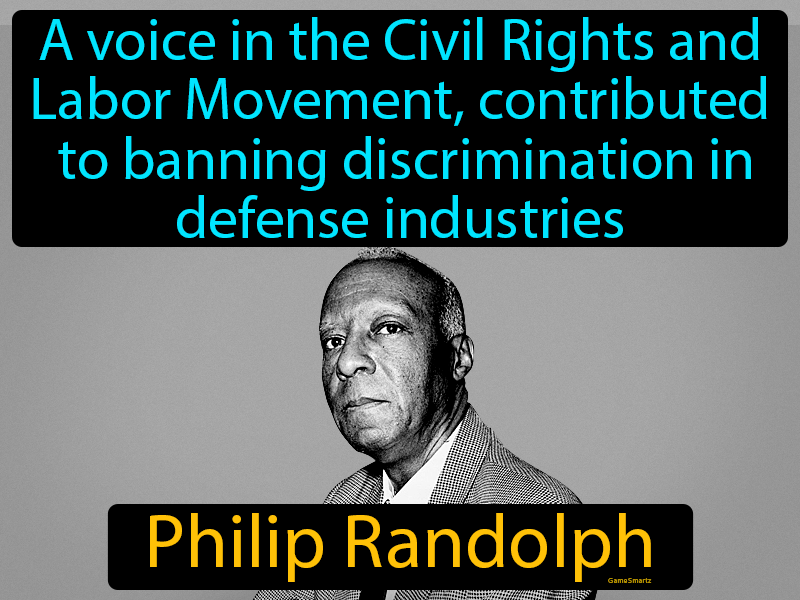 A voice in the Civil Rights and
Labor Movement, contributed
to banning discrimination in
defense industries
Philip Randolph
GameSmartz